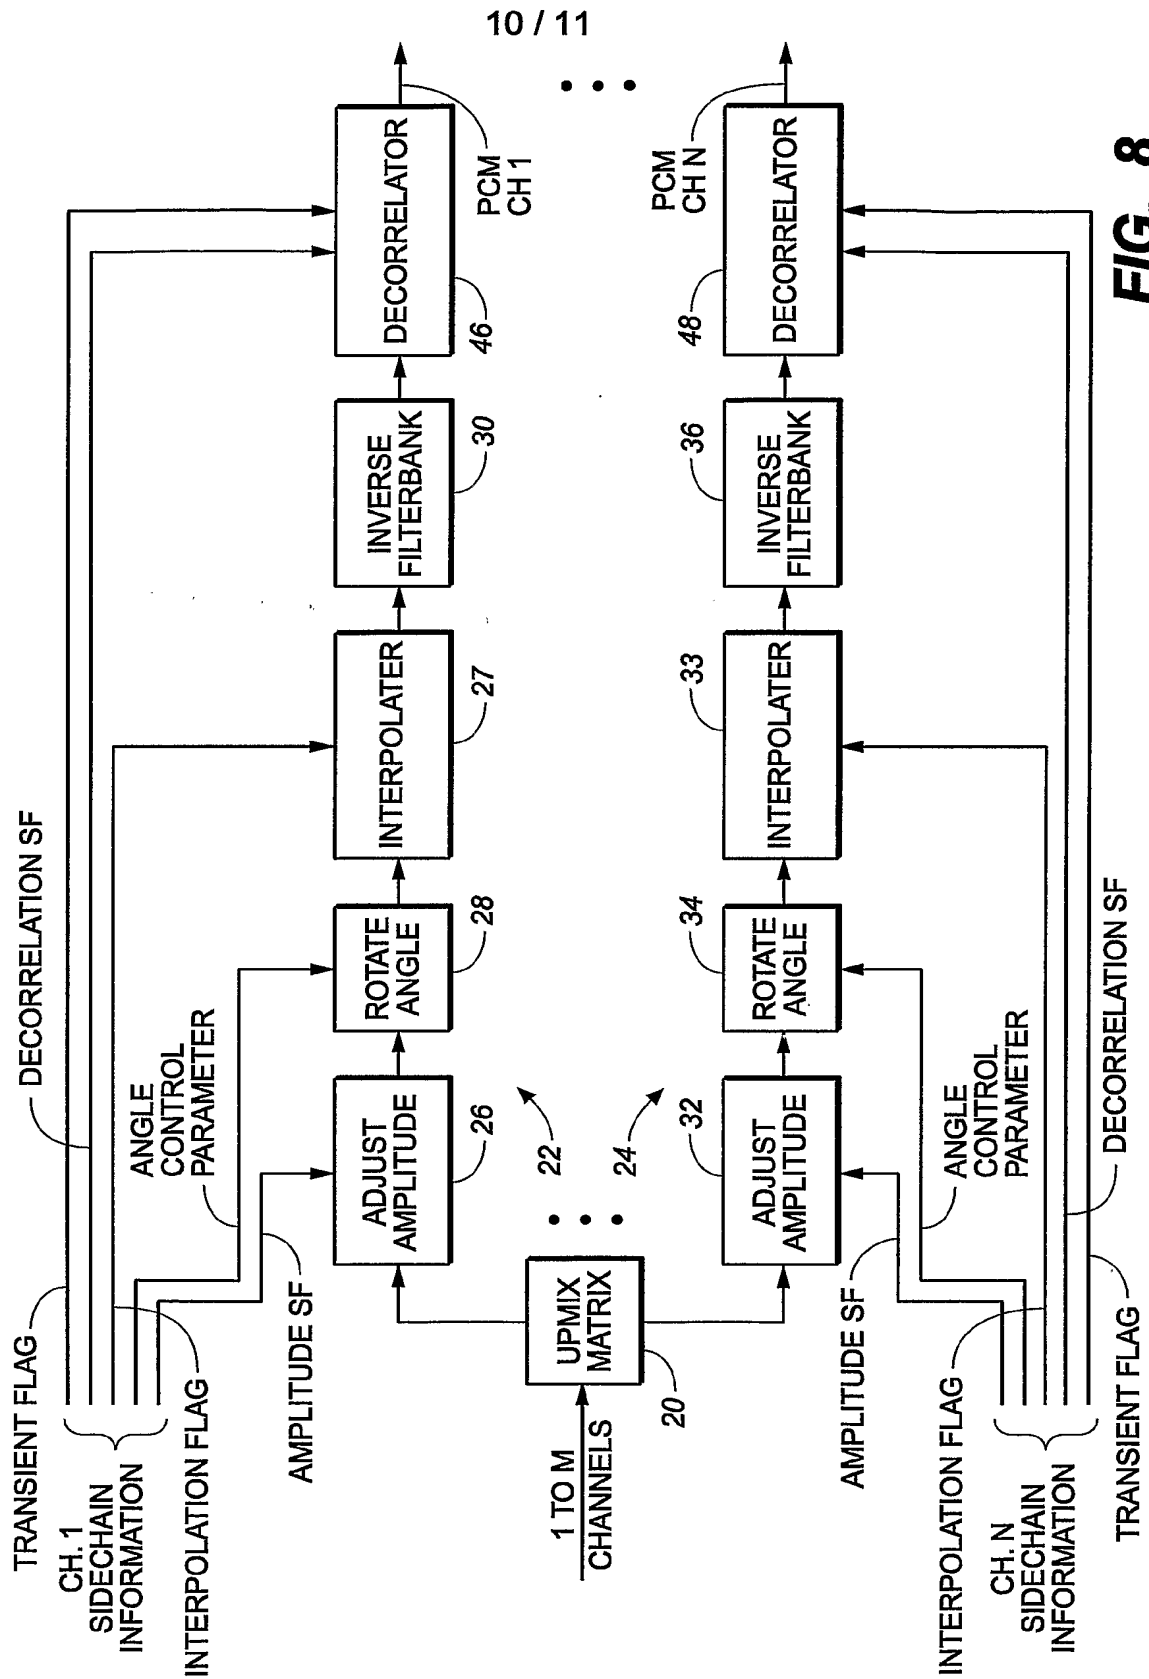 10 / 11
TRANSIENT FLAG
DECORRELATION SF
CH. 1
SIDECHAIN
INFORMATION
INTERPOLATION FLAG
ANGLE
CONTROL
PARAMETER
AMPLITUDE SF
ADJUST
AMPLITUDE
26
ROTATE
ANGLE
28
INTERPOLATER
27
INVERSE
FILTERBANK
30
DECORRELATOR
46
PCM
CH 1
22
1 TO M
CHANNELS
UPMIX
MATRIX
20
24
ADJUST
AMPLITUDE
32
ROTATE
ANGLE
34
INTERPOLATER
33
INVERSE
FILTERBANK
36
DECORRELATOR
48
PCM
CH N
AMPLITUDE SF
ANGLE
CONTROL
PARAMETER
INTERPOLATION FLAG
CH. N
SIDECHAIN
INFORMATION
DECORRELATION SF
TRANSIENT FLAG
FIG._8